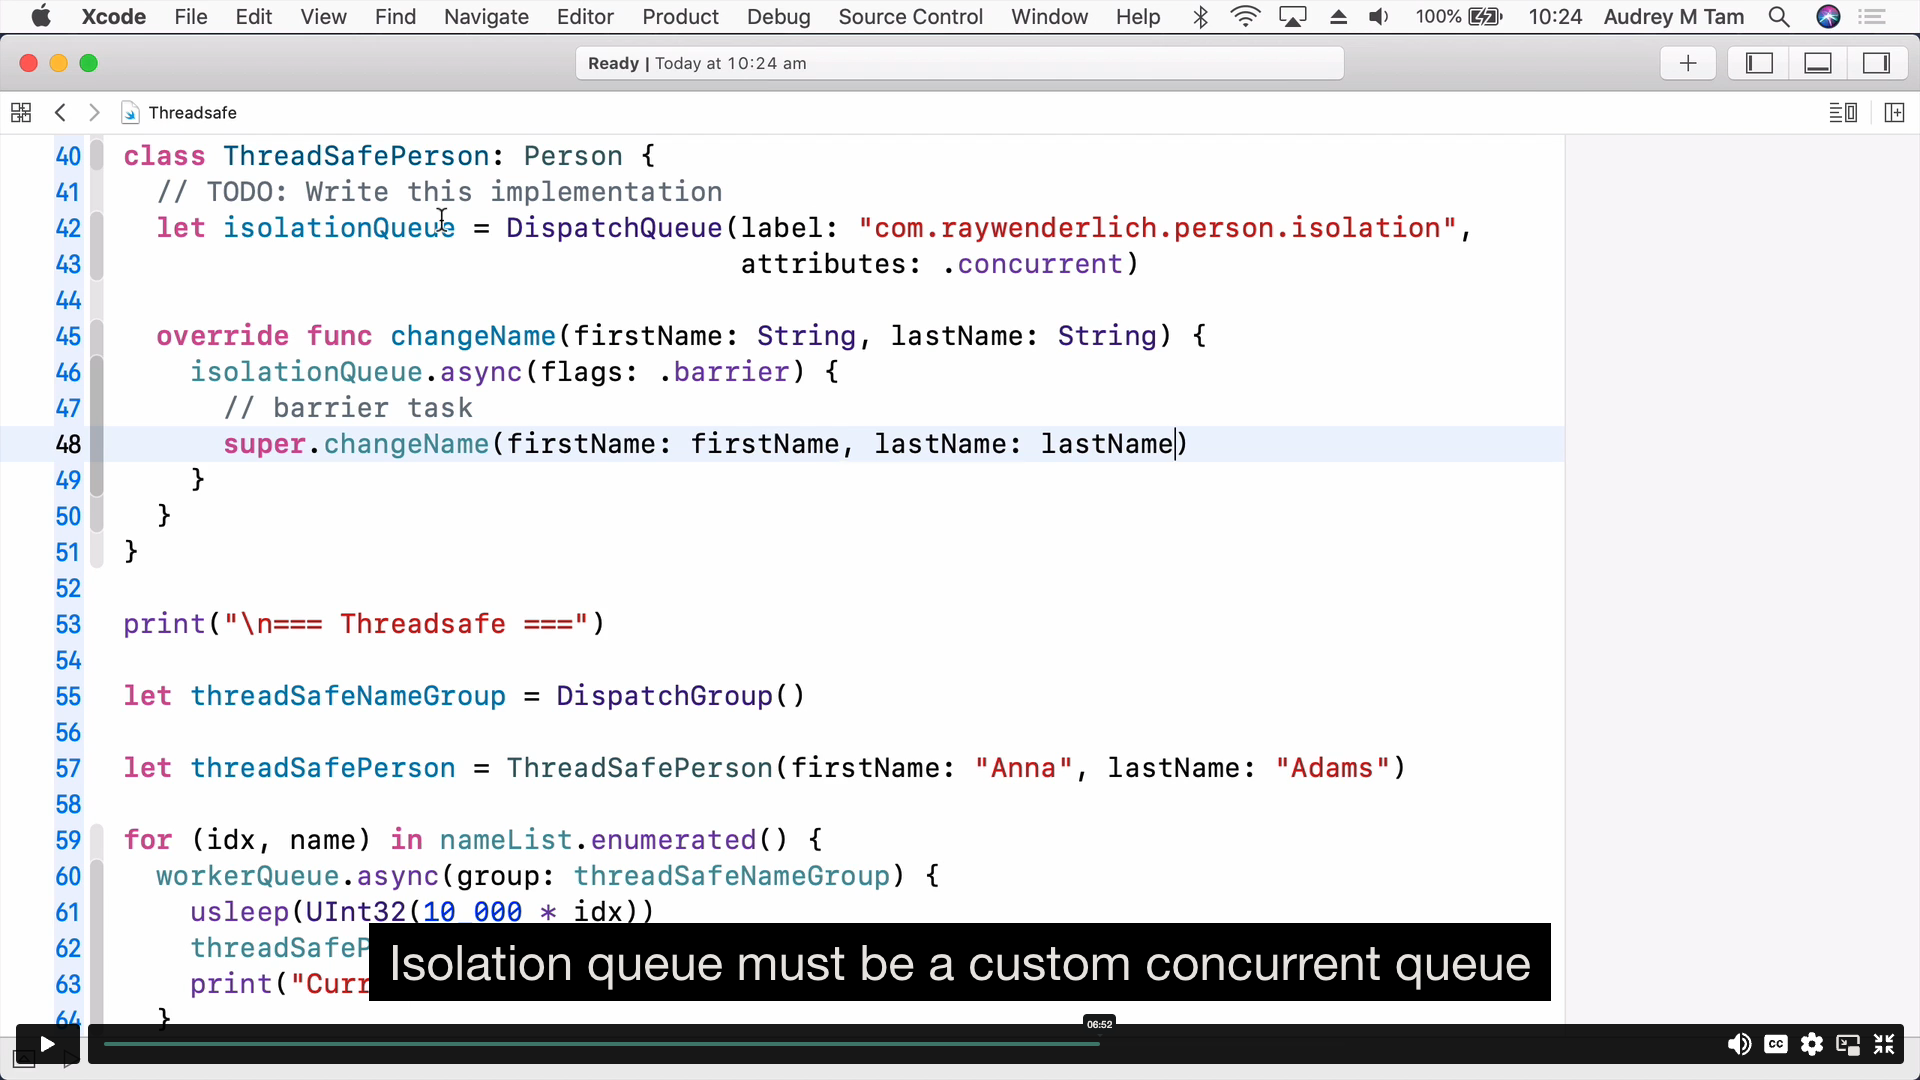 Xcode File Edit View Find Navigate Editor Product Debug Source Control Window Help 100% 10:24 Audrey M Tam
Ready | Today at 10:24 am
Threadsafe
40 class ThreadSafePerson: Person {
41 // TODO: Write this implementation
42 let isolationQueue = DispatchQueue(label: "com.raywenderlich.person.isolation",
43 attributes: .concurrent)
44
45 override func changeName(firstName: String, lastName: String) {
46 isolationQueue.async(flags: .barrier) {
47 // barrier task
48 super.changeName(firstName: firstName, lastName: lastName)
49 }
50 }
51 }
52
53 print("\n=== Threadsafe ===")
54
55 let threadSafeNameGroup = DispatchGroup()
56
57 let threadSafePerson = ThreadSafePerson(firstName: "Anna", lastName: "Adams")
58
59 for (idx, name) in nameList.enumerated() {
60 workerQueue.async(group: threadSafeNameGroup) {
61 usleep(UInt32(10_000 * idx))
62 threadSafeP
63 print("Curr
64 }
Isolation queue must be a custom concurrent queue
06:52
CC